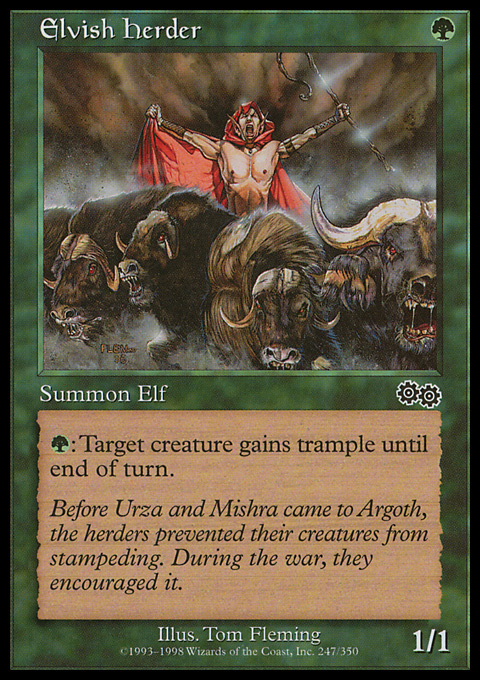 Elvish Herder
Summon Elf
: Target creature gains trample until
end of turn.
Before Urza and Mishra came to Argoth,
the herders prevented their creatures from
stampeding. During the war, they
encouraged it.
Illus. Tom Fleming
©1993–1998 Wizards of the Coast, Inc. 247/350
1/1